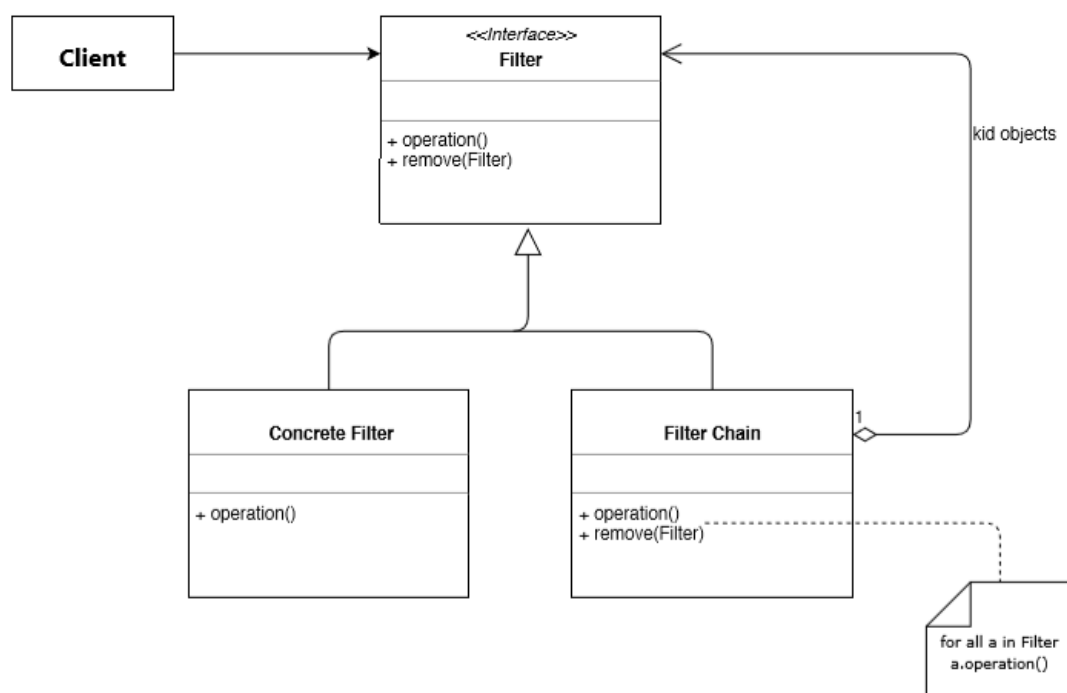 Client
<<Interface>>
Filter
+ operation()
+ remove(Filter)
kid objects
Concrete Filter
+ operation()
Filter Chain
1
+ operation()
+ remove(Filter)
for all a in Filter
a.operation()